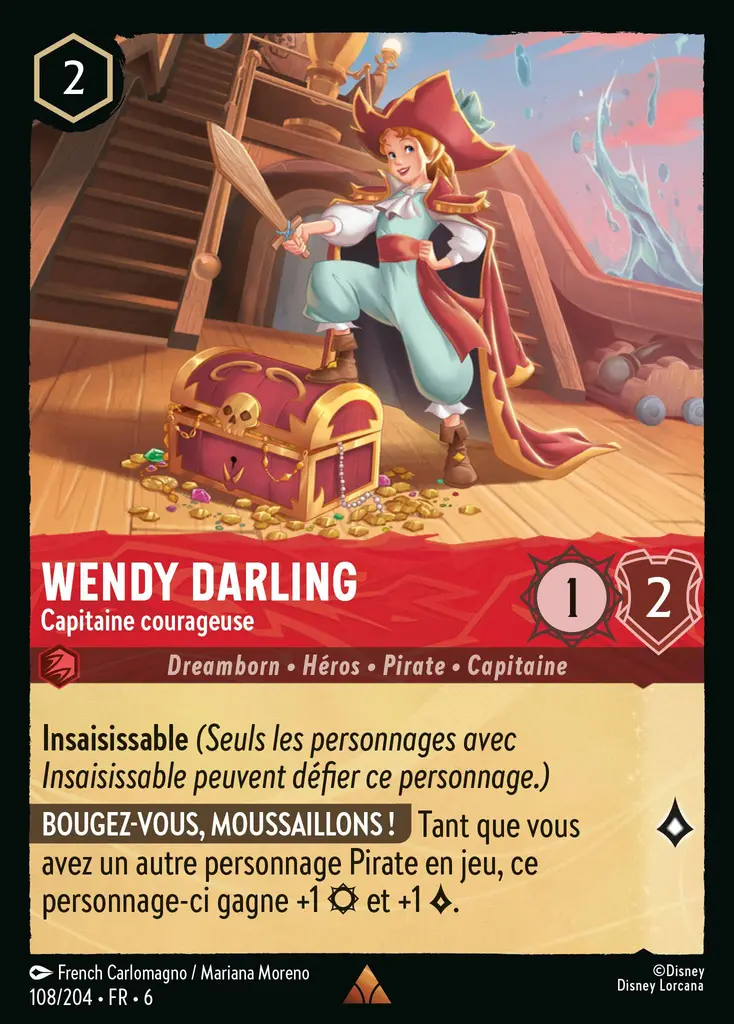 2
WENDY DARLING
Capitaine courageuse
1
2
Dreamborn • Héros • Pirate • Capitaine
Insaisissable (Seuls les personnages avec
Insaisissable peuvent défier ce personnage.)
BOUGEZ-VOUS, MOUSSAILLONS ! Tant que vous
avez un autre personnage Pirate en jeu, ce
personnage-ci gagne +1 et +1 .
French Carlomagno / Mariana Moreno
108/204 • FR • 6
©Disney
Disney Lorcana